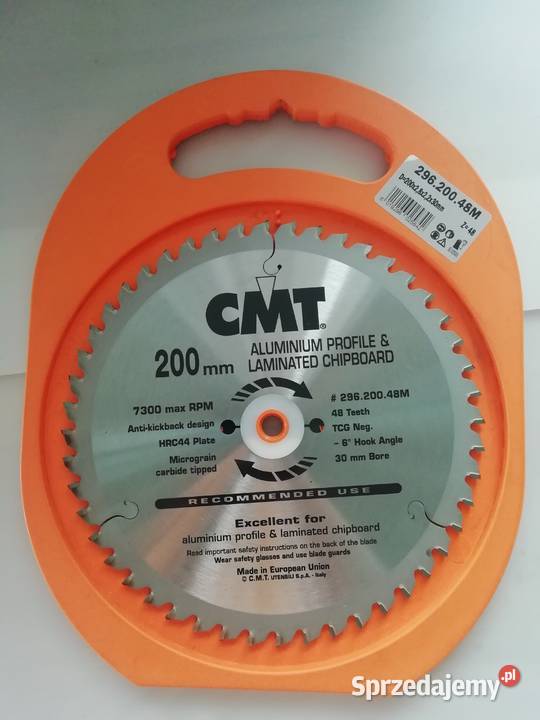 296.200.48M
D=200x2,8x2,2x30mm
Z=48
CMT®
200 mm
ALUMINIUM PROFILE &
LAMINATED CHIPBOARD
7300 max RPM
Anti-kickback design
HRC44 Plate
Micrograin
carbide tipped
# 296.200.48M
48 Teeth
TCG Neg.
– 6° Hook Angle
30 mm Bore
RECOMMENDED USE
Excellent for
aluminium profile & laminated chipboard
Read important safety instructions on the back of the blade
Wear safety glasses and use blade guards
Made in European Union
© C.M.T. UTENSILI S.p.A. - Italy
Sprzedajemy.pl